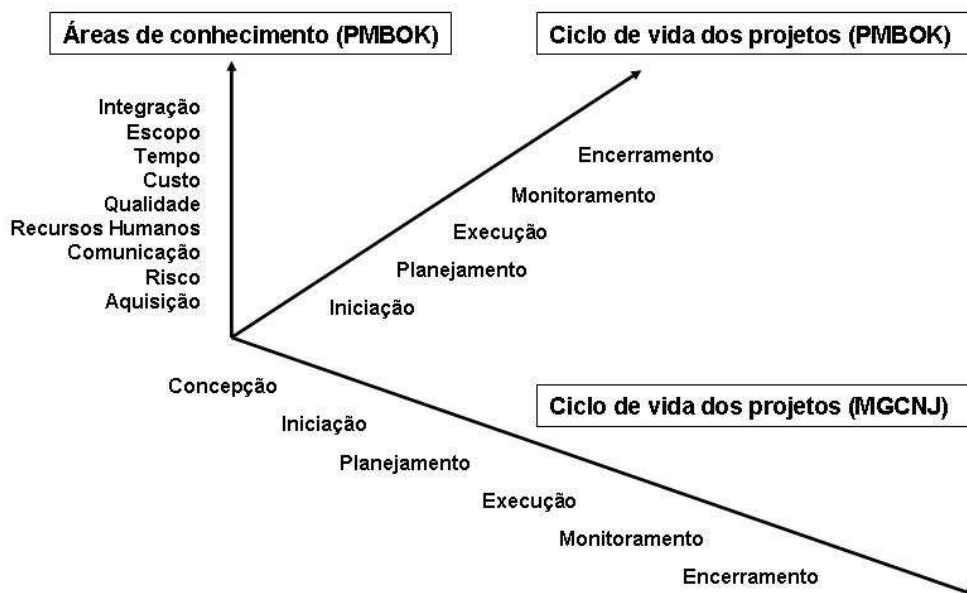 Áreas de conhecimento (PMBOK)
Ciclo de vida dos projetos (PMBOK)
Integração
Escopo
Tempo
Custo
Qualidade
Recursos Humanos
Comunicação
Risco
Aquisição
Encerramento
Monitoramento
Execução
Planejamento
Iniciação
Ciclo de vida dos projetos (MGCNJ)
Concepção
Iniciação
Planejamento
Execução
Monitoramento
Encerramento